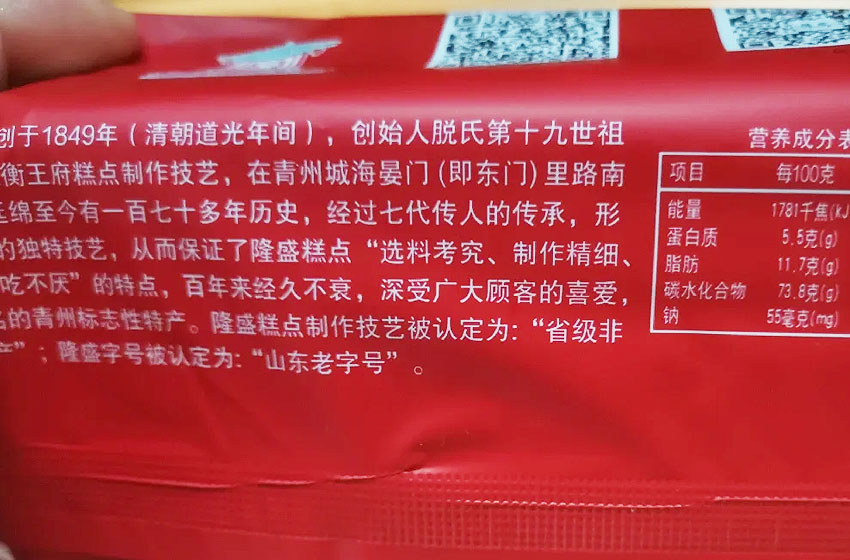 创于1849年(清朝道光年间),创始人脱氏第十九世祖
衡王府糕点制作技艺,在青州城海晏门(即东门)里路南
绵至今有一百七十多年历史,经过七代传人的传承,形
的独特技艺,从而保证了隆盛糕点“选料考究、制作精细、
吃不厌”的特点,百年来经久不衰,深受广大顾客的喜爱,
名的青州标志性特产。隆盛糕点制作技艺被认定为:“省级非
产”;隆盛字号被认定为:“山东老字号”。
营养成分表
项目 每100克
能量 1781千焦(kJ
蛋白质 5.5克(g)
脂肪 11.7克(g)
碳水化合物 73.8克(g)
钠 55毫克(mg)